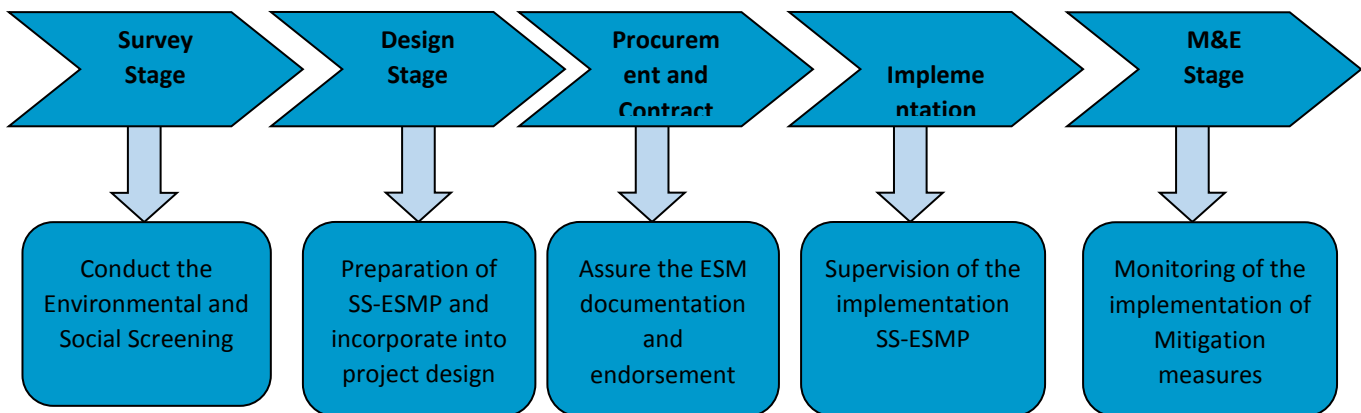 Survey
Stage
Design
Stage
Procurem
ent and
Contract
Impleme
ntation
M&E
Stage
Conduct the
Environmental and
Social Screening
Preparation of
SS-ESMP and
incorporate into
project design
Assure the ESM
documentation
and
endorsement
Supervision of the
implementation
SS-ESMP
Monitoring of the
implementation of
Mitigation
measures